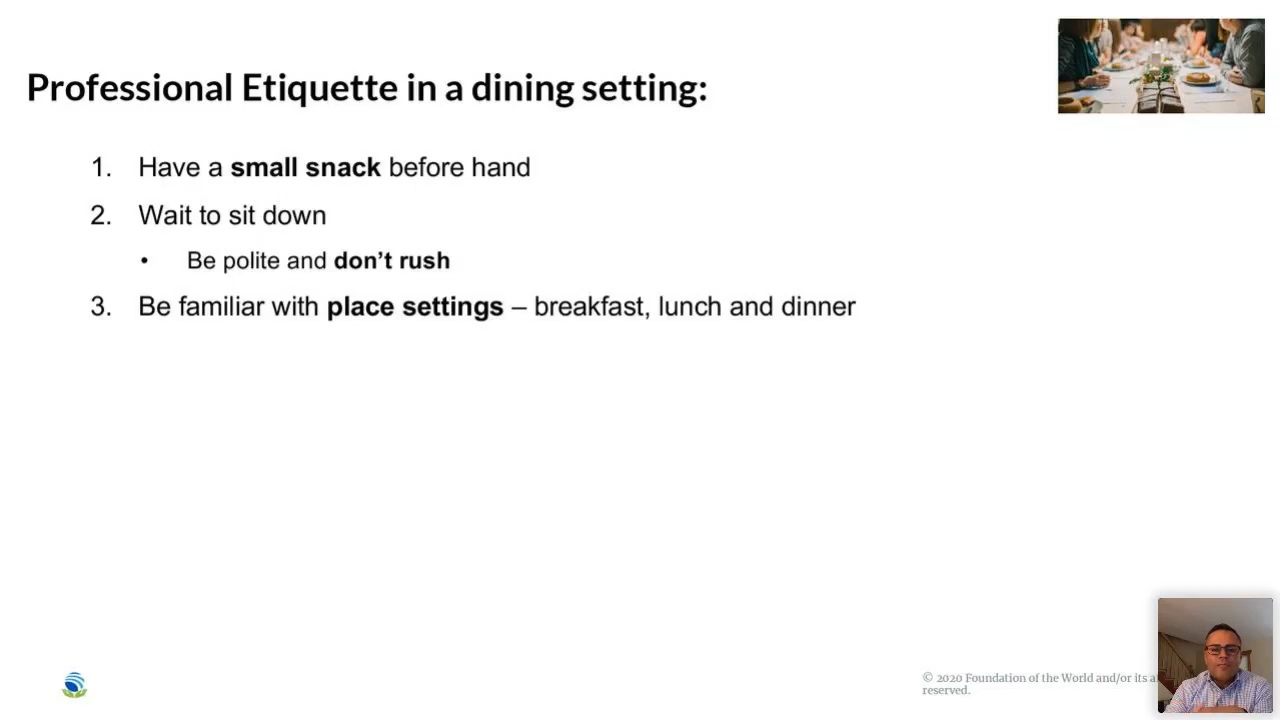 Professional Etiquette in a dining setting:
1. Have a small snack before hand
2. Wait to sit down
• Be polite and don’t rush
3. Be familiar with place settings – breakfast, lunch and dinner
© 2020 Foundation of the World and/or its
reserved.